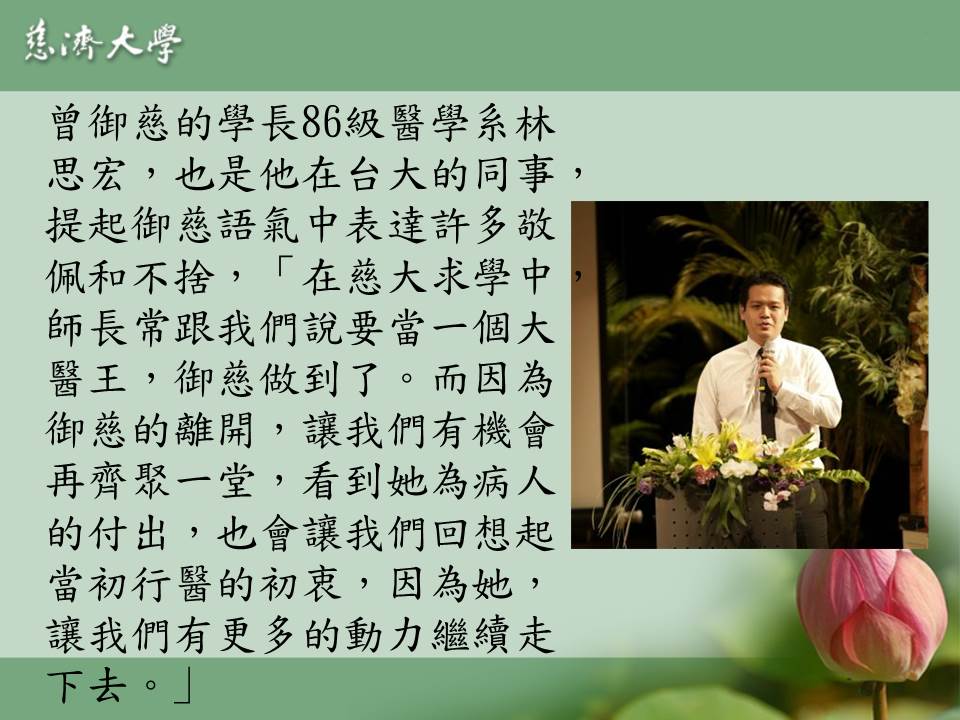 慈濟大學
曾御慈的學長86級醫學系林
思宏，也是他在台大的同事，
提起御慈語氣中表達許多敬
佩和不捨，「在慈大求學中，
師長常跟我們說要當一個大
醫王，御慈做到了。而因為
御慈的離開，讓我們有機會
再齊聚一堂，看到她為病人
的付出，也會讓我們回想起
當初行醫的初衷，因為她，
讓我們有更多的動力繼續走
下去。」